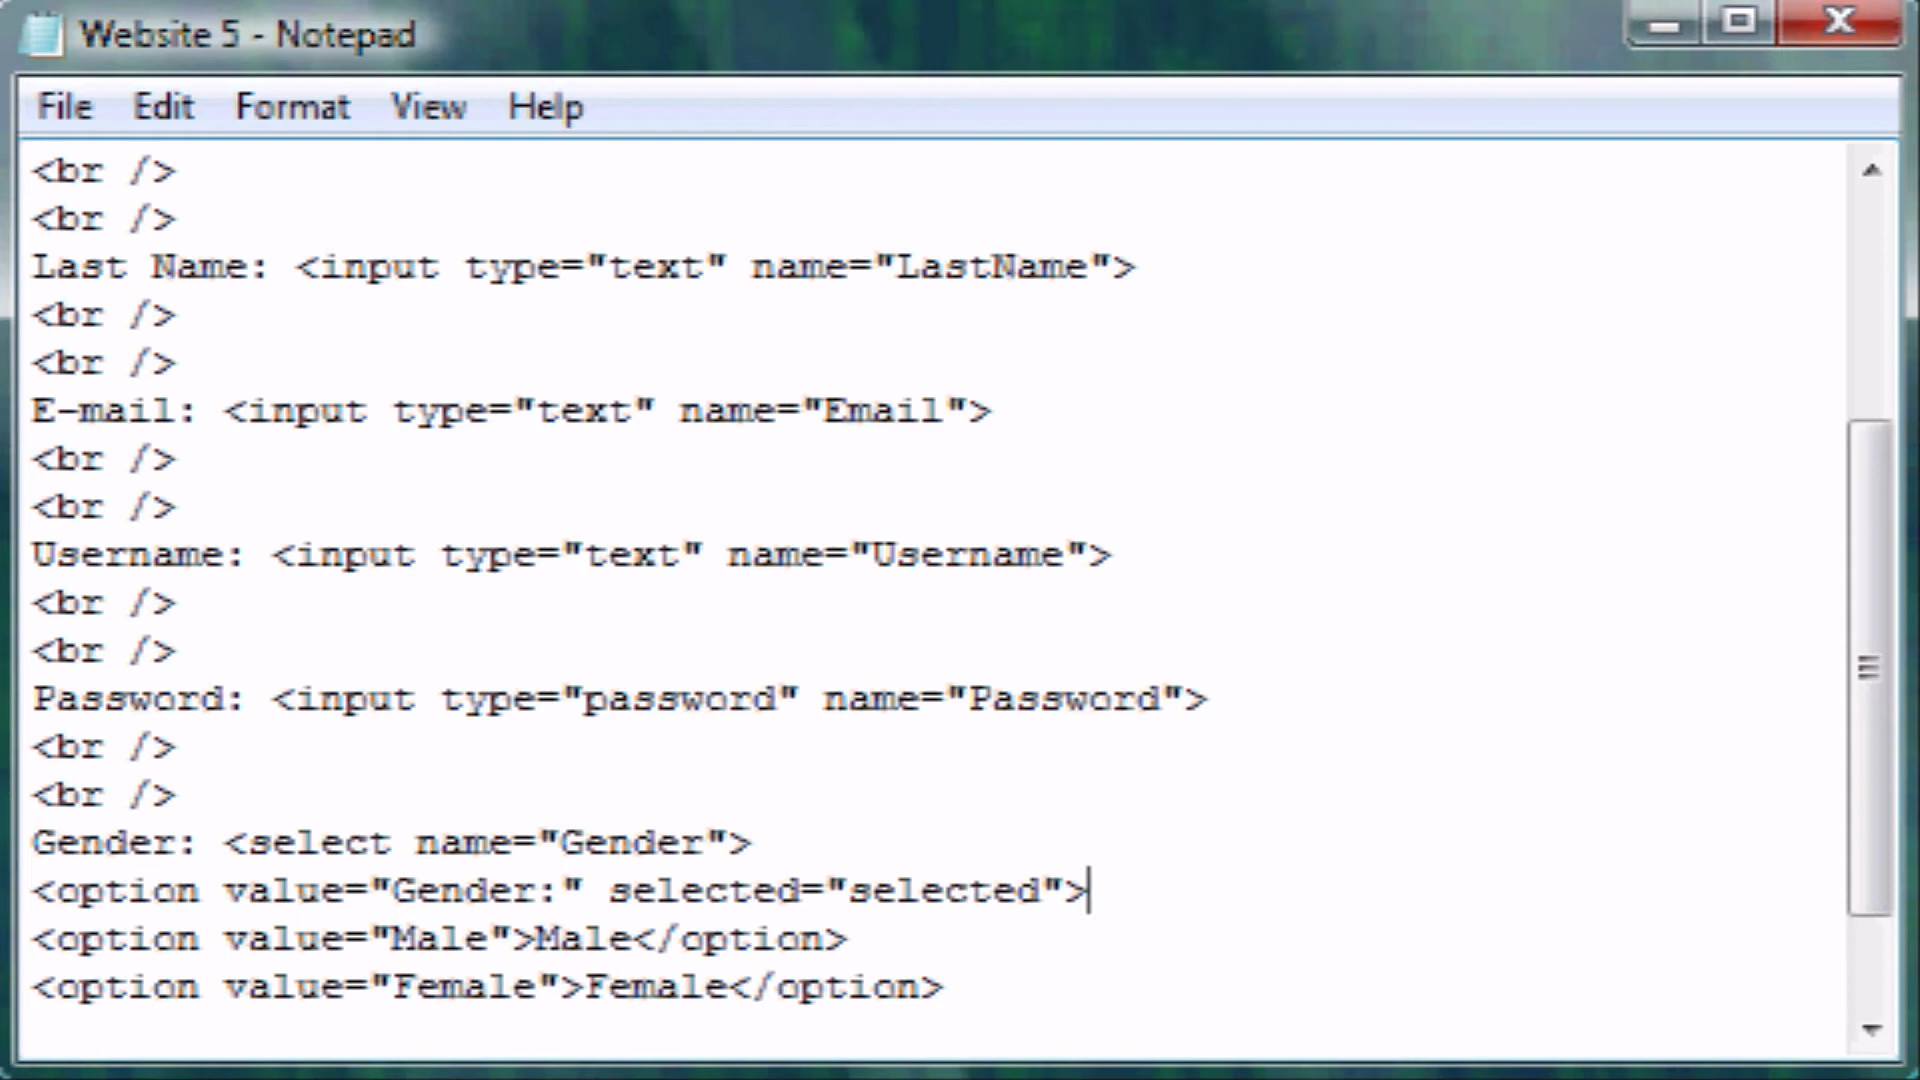 Website 5 - Notepad
File Edit Format View Help
<br />
<br />
Last Name: <input type="text" name="LastName">
<br />
<br />
E-mail: <input type="text" name="Email">
<br />
<br />
Username: <input type="text" name="Username">
<br />
<br />
Password: <input type="password" name="Password">
<br />
<br />
Gender: <select name="Gender">
<option value="Gender:" selected="selected">
<option value="Male">Male</option>
<option value="Female">Female</option>